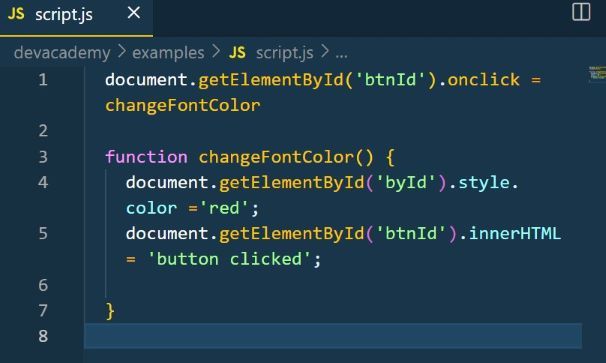 JS script.js ×
devacademy > examples > JS script.js > ...
1 document.getElementById('btnId').onclick =
changeFontColor
2
3 function changeFontColor() {
4 document.getElementById('byId').style.
color ='red';
5 document.getElementById('btnId').innerHTML
= 'button clicked';
6
7 }
8